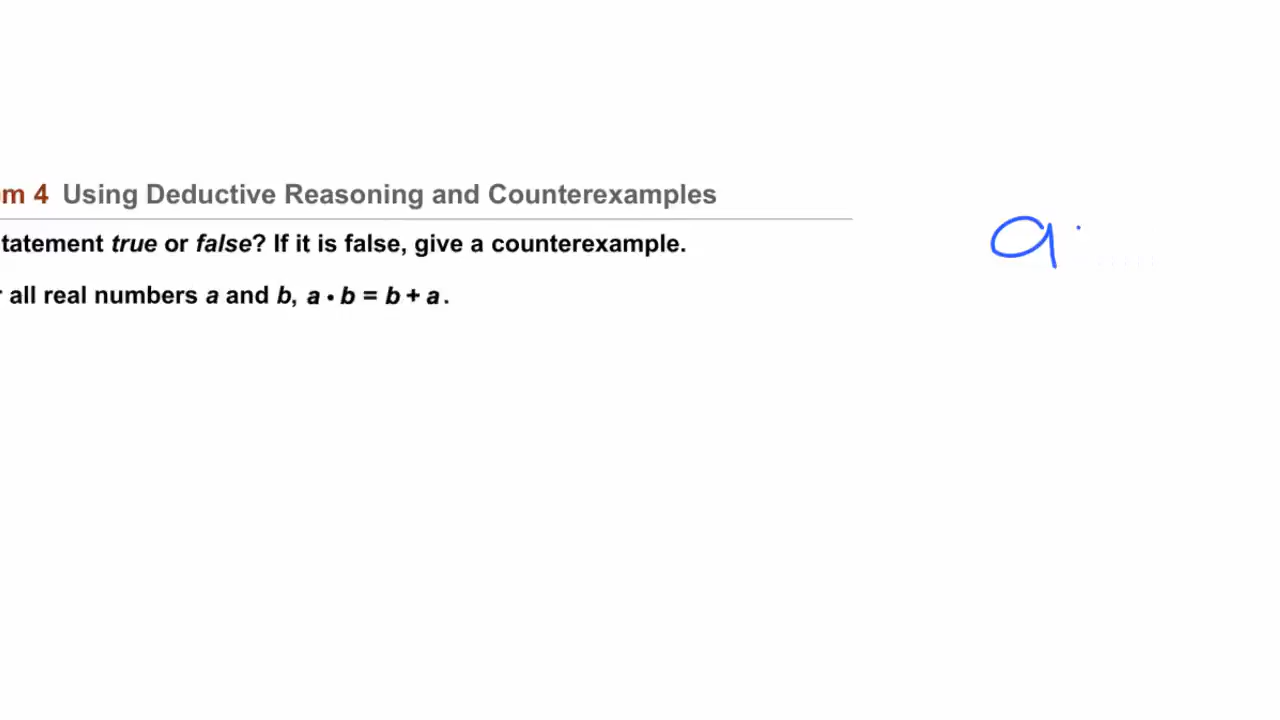 m 4 Using Deductive Reasoning and Counterexamples
tatement true or false? If it is false, give a counterexample.
a ·
all real numbers a and b, a • b = b + a.